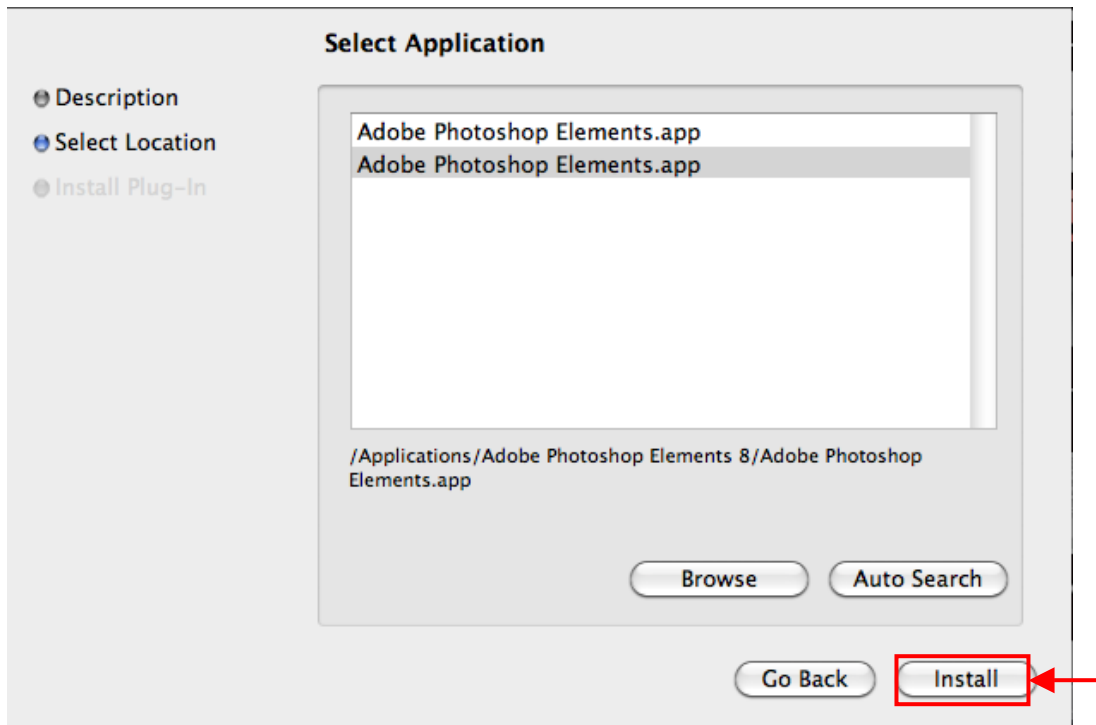 Select Application
Description
Select Location
Install Plug-In
Adobe Photoshop Elements.app
Adobe Photoshop Elements.app
/Applications/Adobe Photoshop Elements 8/Adobe Photoshop
Elements.app
Browse
Auto Search
Go Back
Install